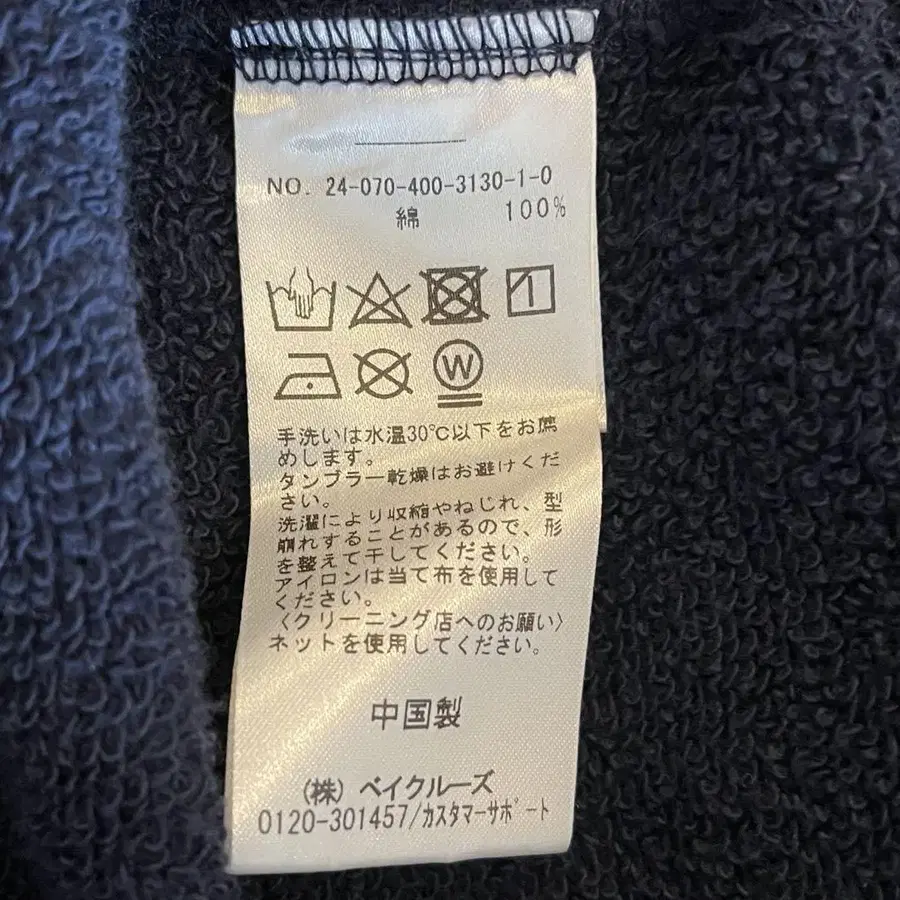 NO. 24-070-400-3130-1-0
綿 100%
W
手洗いは水温30℃以下をお薦
めします。
タンブラー乾燥はお避けくだ
さい。
洗濯により収縮やねじれ、型
崩れすることがあるので、形
を整えて干してください。
アイロンは当て布を使用して
ください。
〈クリーニング店へのお願い〉
ネットを使用してください。
中国製
(株) ベイクルーズ
0120-301457/カスタマーサポート